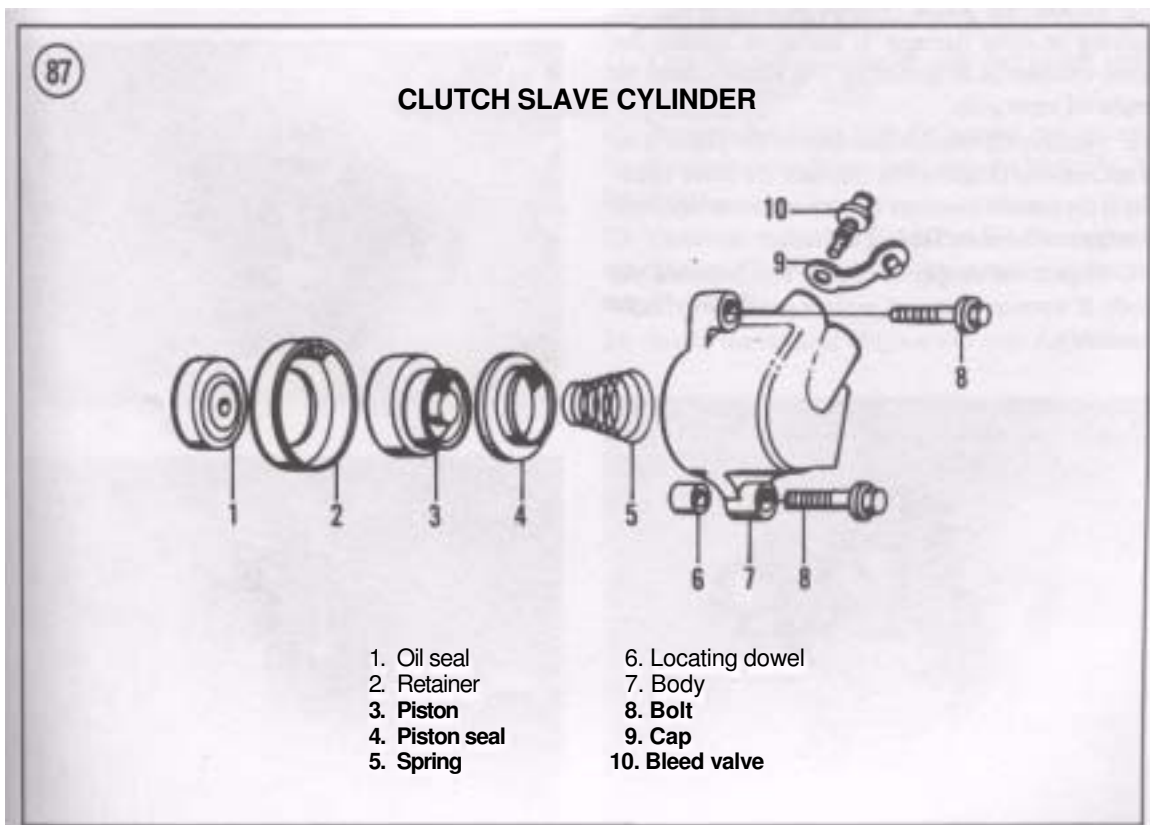 87
CLUTCH SLAVE CYLINDER
10
9
8
1
2
3
4
5
6
7
8
1. Oil seal
2. Retainer
3. Piston
4. Piston seal
5. Spring
6. Locating dowel
7. Body
8. Bolt
9. Cap
10. Bleed valve